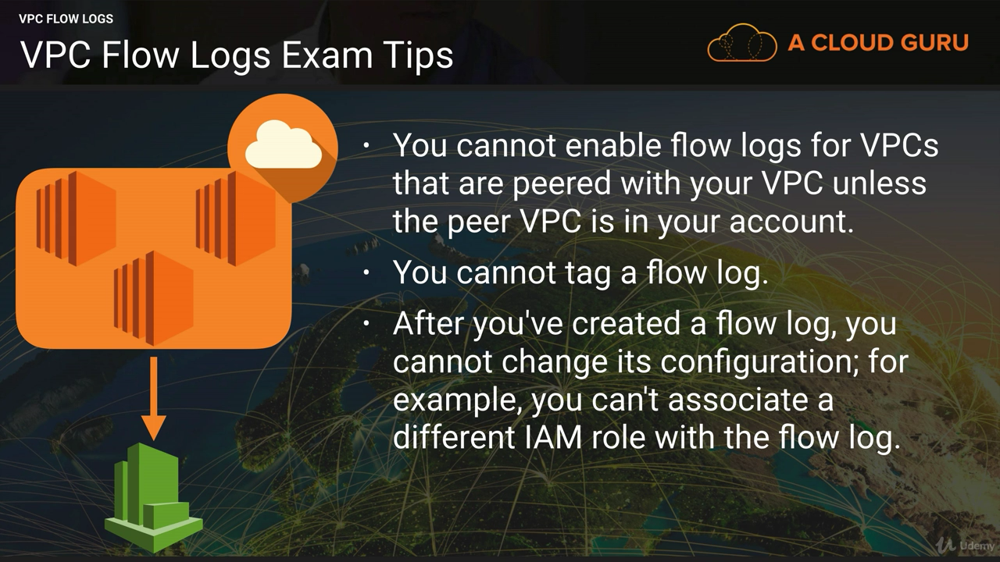 VPC FLOW LOGS
VPC Flow Logs Exam Tips
A CLOUD GURU
• You cannot enable flow logs for VPCs
that are peered with your VPC unless
the peer VPC is in your account.
• You cannot tag a flow log.
• After you've created a flow log, you
cannot change its configuration; for
example, you can't associate a
different IAM role with the flow log.
Udemy